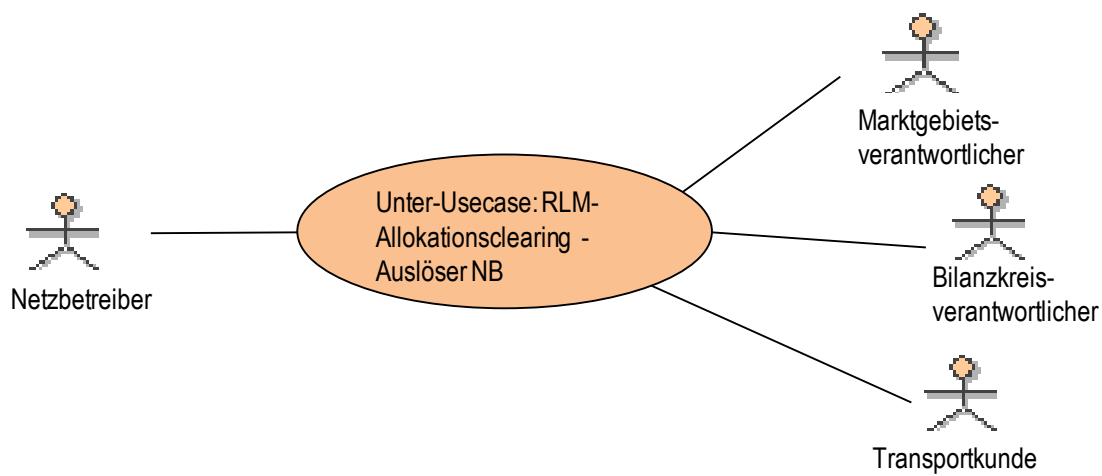 Marktgebiets-
verantwortlicher
Unter-Usecase: RLM-
Allokationsclearing -
Auslöser NB
Netzbetreiber
Bilanzkreis-
verantwortlicher
Transportkunde